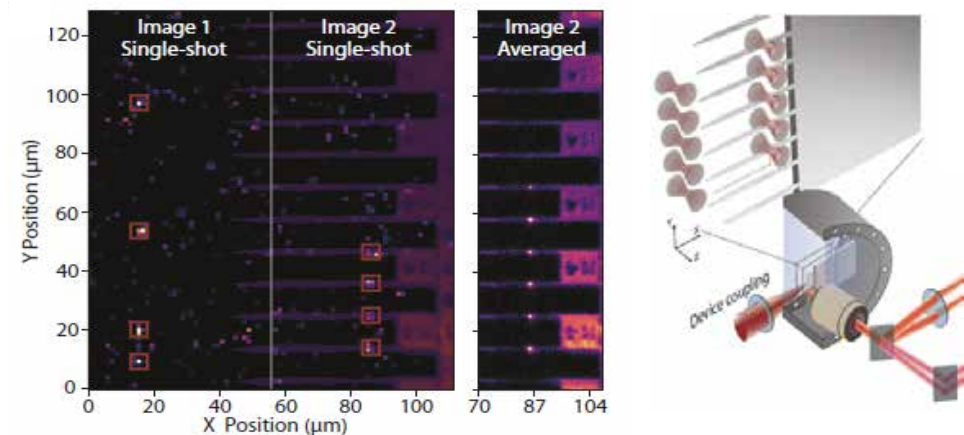 Image 1
Single-shot
Image 2
Single-shot
Image 2
Averaged
120
100
80
60
40
20
0
Y Position (μm)
0
20
40
60
80
100
X Position (μm)
70
87
104
Y
X
Z
Device coupling